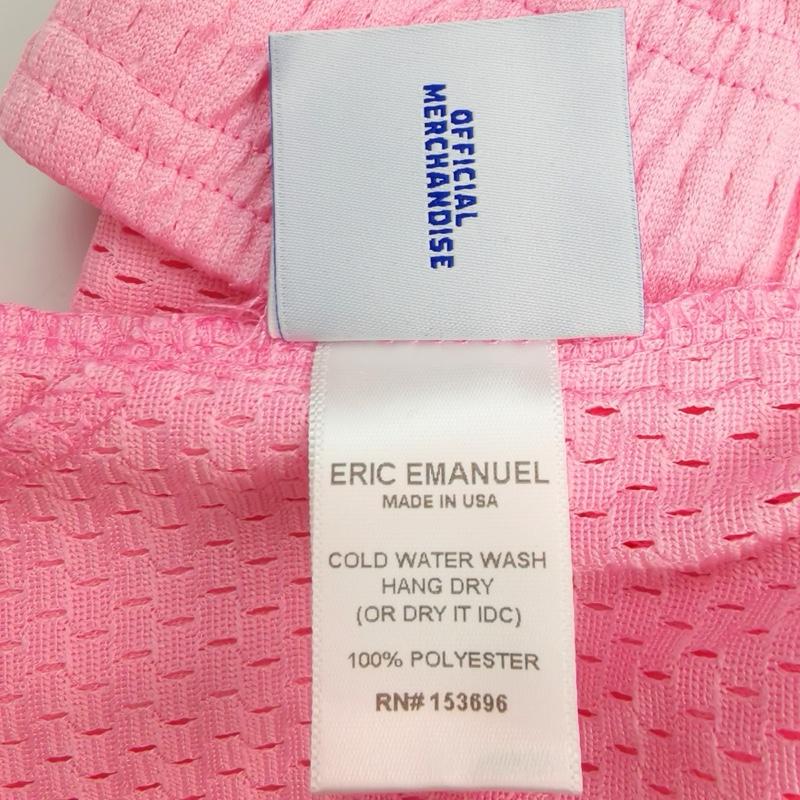 OFFICIAL
MERCHANDISE
ERIC EMANUEL
MADE IN USA
COLD WATER WASH
HANG DRY
(OR DRY IT IDC)
100% POLYESTER
RN# 153696